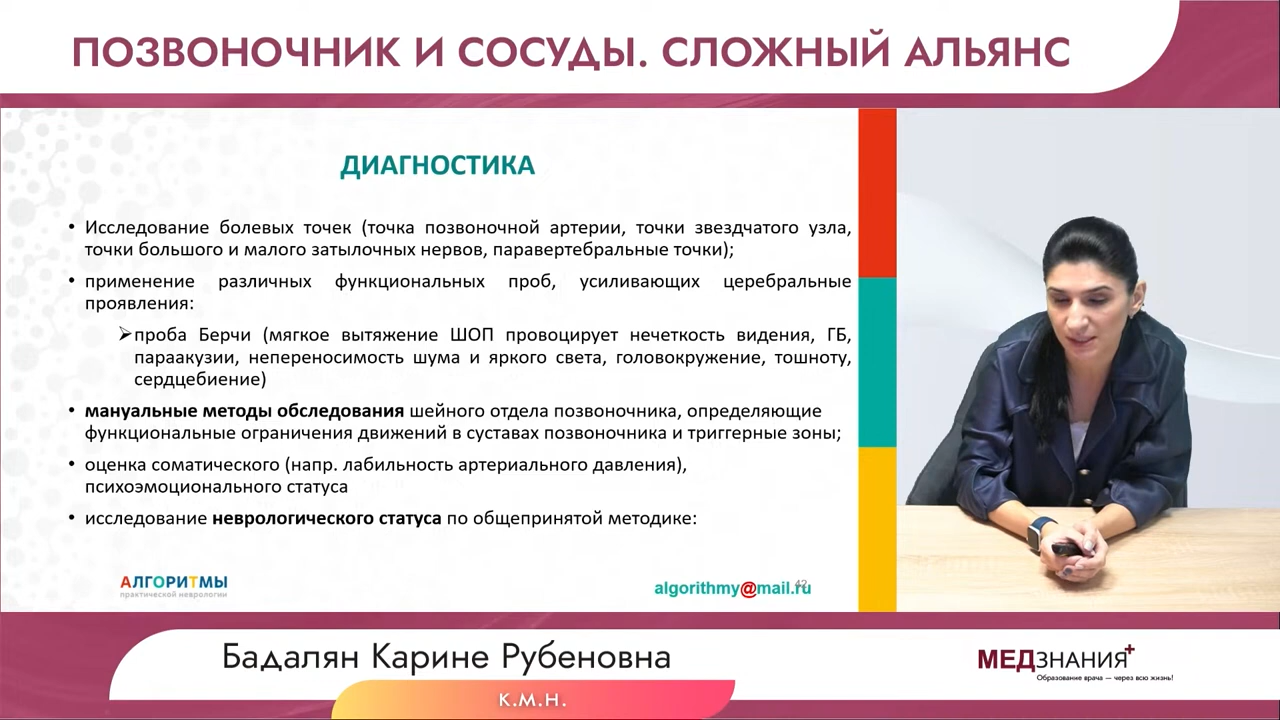 ПОЗВОНОЧНИК И СОСУДЫ. СЛОЖНЫЙ АЛЬЯНС
ДИАГНОСТИКА
• Исследование болевых точек (точка позвоночной артерии, точки звездчатого узла,
точки большого и малого затылочных нервов, паравертебральные точки);
• применение различных функциональных проб, усиливающих церебральные
проявления:
➢проба Берчи (мягкое вытяжение ШОП провоцирует нечеткость видения, ГБ,
параакузии, непереносимость шума и яркого света, головокружение, тошноту,
сердцебиение)
• мануальные методы обследования шейного отдела позвоночника, определяющие
функциональные ограничения движений в суставах позвоночника и триггерные зоны;
• оценка соматического (напр. лабильность артериального давления),
психоэмоционального статуса
• исследование неврологического статуса по общепринятой методике:
АЛГОРИТМЫ
практической неврологии
algorithmy@mail.ru
Бадалян Карине Рубеновна
к.м.н.
МЕДЗНАНИЯ+
Образование врача — через всю жизнь!